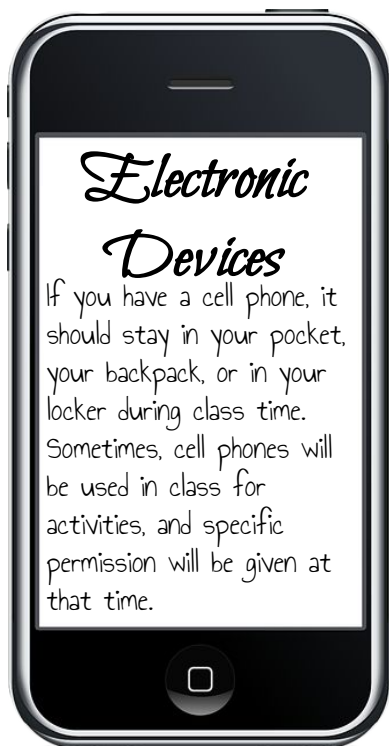 Electronic
Devices
If you have a cell phone, it
should stay in your pocket,
your backpack, or in your
locker during class time.
Sometimes, cell phones will
be used in class for
activities, and specific
permission will be given at
that time.